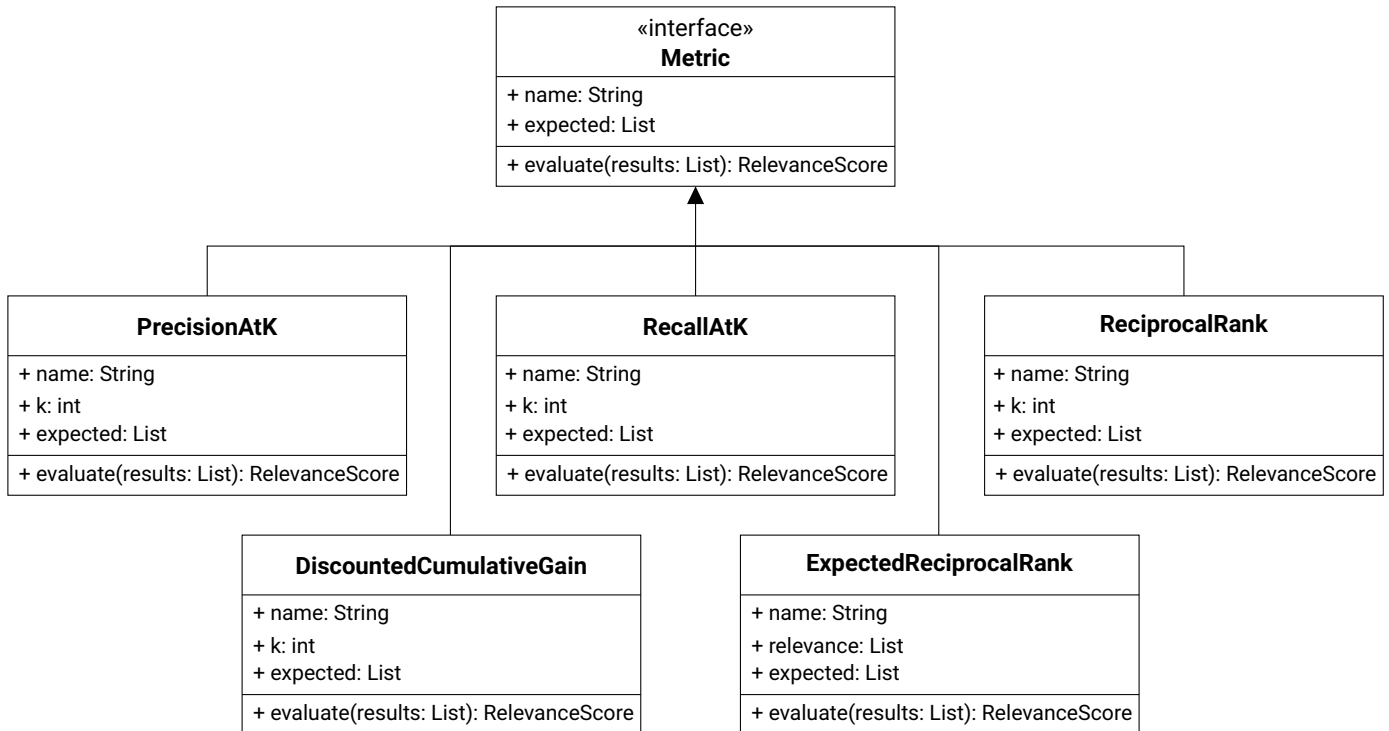 «interface»
Metric
+ name: String
+ expected: List
+ evaluate(results: List): RelevanceScore
PrecisionAtK
+ name: String
+ k: int
+ expected: List
+ evaluate(results: List): RelevanceScore
RecallAtK
+ name: String
+ k: int
+ expected: List
+ evaluate(results: List): RelevanceScore
ReciprocalRank
+ name: String
+ k: int
+ expected: List
+ evaluate(results: List): RelevanceScore
DiscountedCumulativeGain
+ name: String
+ k: int
+ expected: List
+ evaluate(results: List): RelevanceScore
ExpectedReciprocalRank
+ name: String
+ relevance: List
+ expected: List
+ evaluate(results: List): RelevanceScore